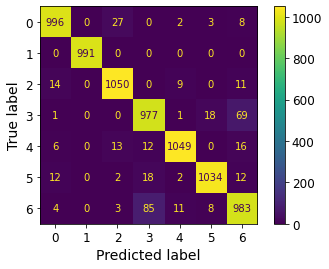 0 996 0 27 0 2 3 8
1 0 991 0 0 0 0 0
2 14 0 1050 0 9 0 11
3 1 0 0 977 1 18 69
4 6 0 13 12 1049 0 16
5 12 0 2 18 2 1034 12
6 4 0 3 85 11 8 983
0 1 2 3 4 5 6
Predicted label
True label
1000
800
600
400
200
0